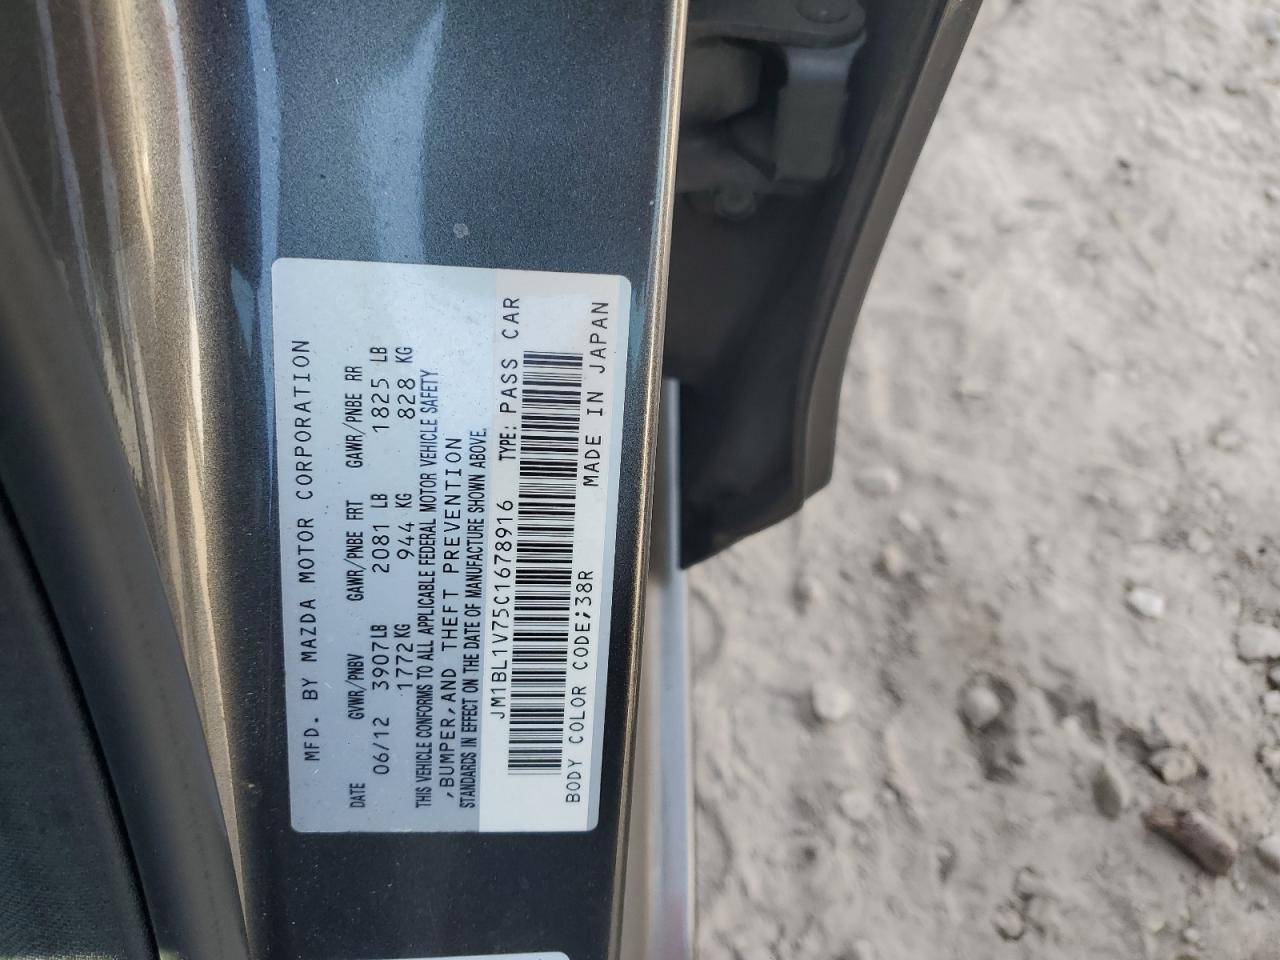 MFD. BY MAZDA MOTOR CORPORATION
DATE GVWR/PNBV GAWR/PNBE FRT GAWR/PNBE RR
06/12 3907LB 2081 LB 1825 LB
1772KG 944 KG 828 KG
THIS VEHICLE CONFORMS TO ALL APPLICABLE FEDERAL MOTOR VEHICLE SAFETY
,BUMPER,AND THEFT PREVENTION
STANDARDS IN EFFECT ON THE DATE OF MANUFACTURE SHOWN ABOVE.
JM1BL1V75C1678916 TYPE: PASS CAR
BODY COLOR CODE;38R MADE IN JAPAN